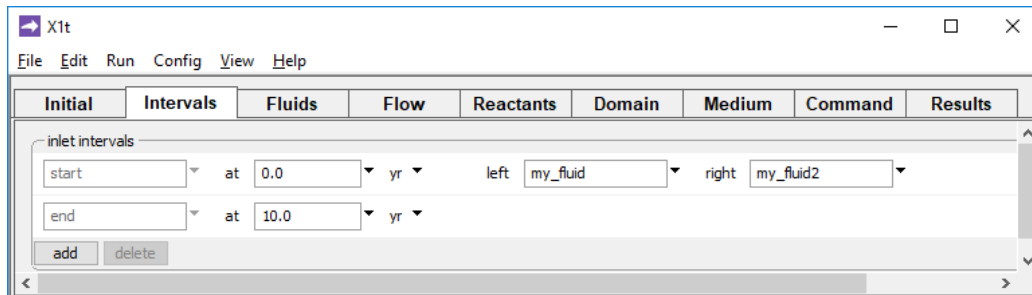 X1t
File Edit Run Config View Help
Initial Intervals Fluids Flow Reactants Domain Medium Command Results
inlet intervals
start at 0.0 yr left my_fluid right my_fluid2
end at 10.0 yr
add delete